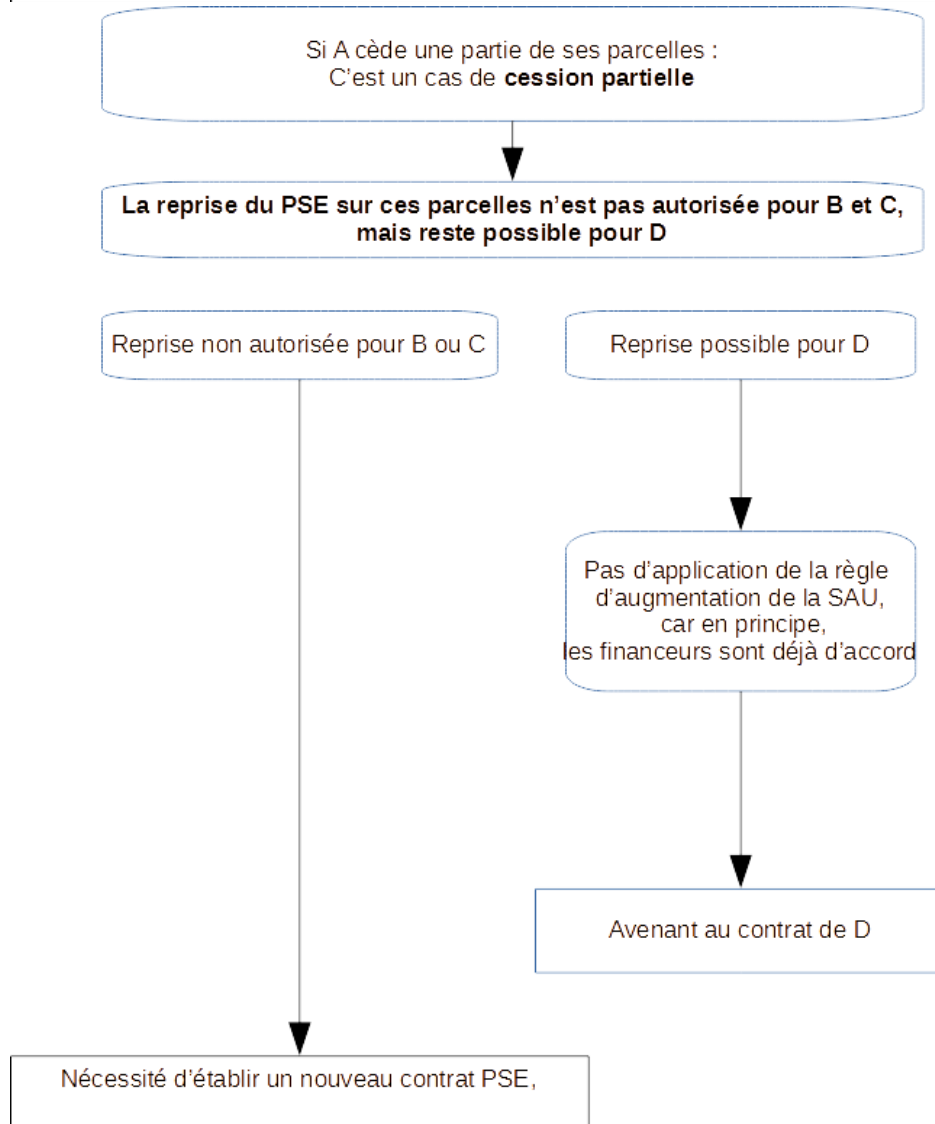 Si A cède une partie de ses parcelles :
C’est un cas de cession partielle
La reprise du PSE sur ces parcelles n’est pas autorisée pour B et C,
mais reste possible pour D
Reprise non autorisée pour B ou C
Reprise possible pour D
Pas d’application de la règle
d’augmentation de la SAU,
car en principe,
les financeurs sont déjà d’accord
Avenant au contrat de D
Nécessité d’établir un nouveau contrat PSE,